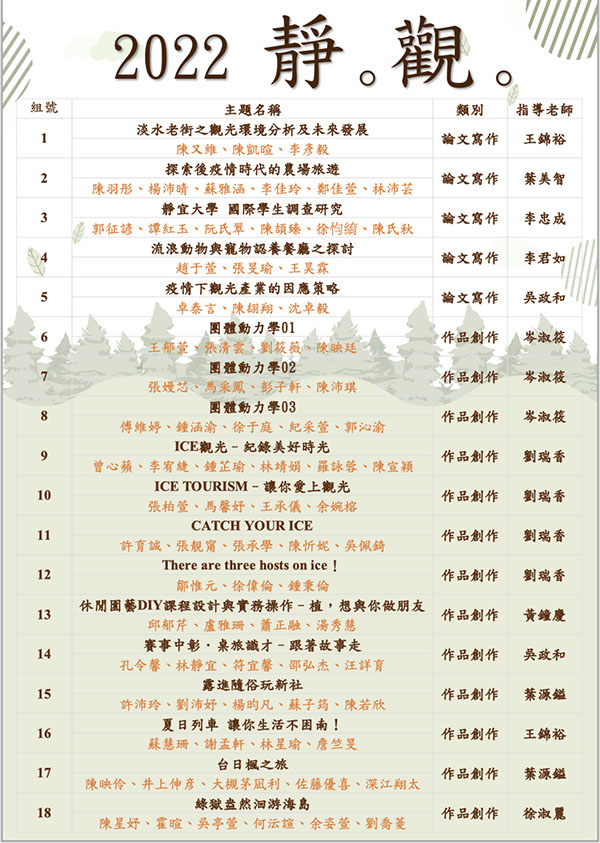 2022 靜。觀。
組號 主題名稱 類別 指導老師
1 淡水老街之觀光環境分析及未來發展 論文寫作 王錦裕
陳又維、陳凱暄、李彥毅
2 探索後疫情時代的農場旅遊 論文寫作 葉美智
陳羽彤、楊沛晴、蘇雅涵、李佳玲、鄭佳萱、林沛芸
3 靜宜大學 國際學生調查研究 論文寫作 李忠成
郭征諺、譚紅玉、阮氏翠、陳頡臻、徐恦絹、陳氏秋
4 流浪動物與寵物認養餐廳之探討 論文寫作 李君如
趙于萱、張旻瑜、王昊霖
5 疫情下觀光產業的因應策略 論文寫作 吳政和
卓泰言、陳翃翔、沈卓毅
6 團體動力學01 作品創作 岑淑筱
王郁萱、張清雲、劉筱薇、陳映廷
7 團體動力學02 作品創作 岑淑筱
張嫚芯、馬采鳳、彭子軒、陳沛琪
8 團體動力學03 作品創作 岑淑筱
傅維婷、鍾涵渝、徐于庭、紀采萱、郭沁渝
9 ICE觀光－紀錄美好時光 作品創作 劉瑞香
曾心蘋、李宥緁、鍾芷瑜、林靖娟、羅詠蓉、陳宣穎
10 ICE TOURISM－讓你愛上觀光 作品創作 劉瑞香
張柏萱、馬馨妤、王承儀、余婉榕
11 CATCH YOUR ICE 作品創作 劉瑞香
許育誠、張靚甯、張承學、陳忻妮、吳佩錡
12 There are three hosts on ice！ 作品創作 劉瑞香
鄒惟元、徐偉倫、鍾秉倫
13 休閒園藝DIY課程設計與實務操作－植，想與你做朋友 作品創作 黃鐘慶
邱郁芹、盧雅珊、蕭正融、湯秀慧
14 賽事中彰．桌旅識才－跟著故事走 作品創作 吳政和
孔令馨、林靜宜、符宜馨、邵弘杰、汪詳育
15 露進隨俗玩新社 作品創作 葉源鎰
許沛玲、劉沛妤、楊昀凡、蘇子筠、陳若欣
16 夏日列車 讓你生活不困南！ 作品創作 王錦裕
蘇慧珊、謝孟軒、林星瑜、詹竺旻
17 台日楓之旅 作品創作 葉源鎰
陳映伶、井上伸彦、大槻茅凪利、佐藤優喜、深江翔太
18 綠獄盎然洄游海島 作品創作 徐淑麗
陳星妤、霍暄、吳亭萱、何沄諠、余姿萱、劉喬菱